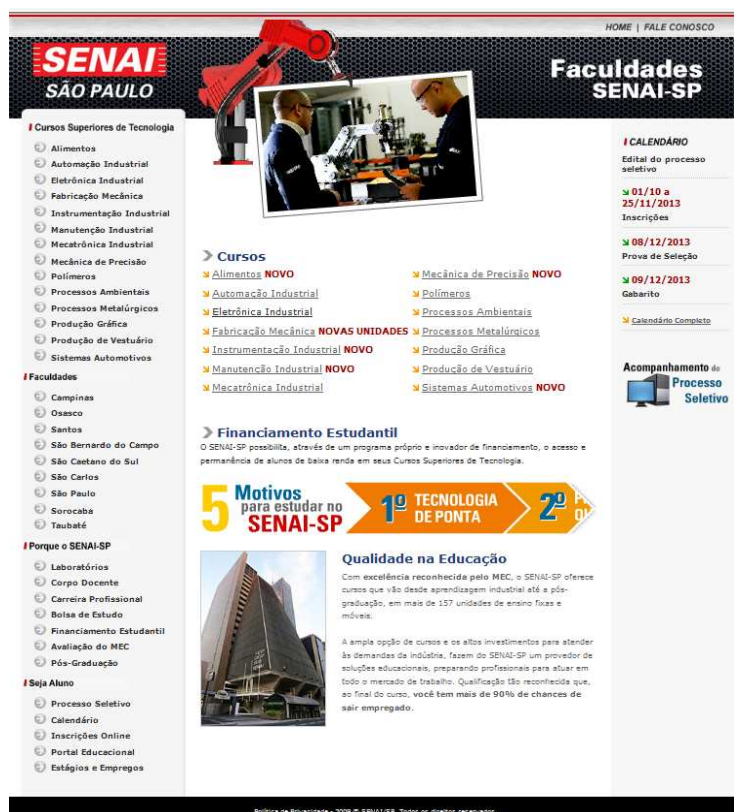 HOME | FALE CONOSCO
SENAI
SÃO PAULO
Faculdades
SENAI-SP
Cursos Superiores de Tecnologia
Alimentos
Automação Industrial
Eletrônica Industrial
Fabricação Mecânica
Instrumentação Industrial
Manutenção Industrial
Mecatrônica Industrial
Mecânica de Precisão
Polímeros
Processos Ambientais
Processos Metalúrgicos
Produção Gráfica
Produção de Vestuário
Sistemas Automotivos
Faculdades
Campinas
Osasco
Santos
São Bernardo do Campo
São Caetano do Sul
São Carlos
São Paulo
Sorocaba
Taubaté
Porque o SENAI-SP
Laboratórios
Corpo Docente
Carreira Profissional
Bolsa de Estudo
Financiamento Estudantil
Avaliação do MEC
Pós-Graduação
Seja Aluno
Processo Seletivo
Calendário
Inscrições Online
Portal Educacional
Estágios e Empregos
Cursos
Alimentos NOVO
Automação Industrial
Eletrônica Industrial
Fabricação Mecânica NOVAS UNIDADES
Instrumentação Industrial NOVO
Manutenção Industrial NOVO
Mecatrônica Industrial
Mecânica de Precisão NOVO
Polímeros
Processos Ambientais
Processos Metalúrgicos
Produção Gráfica
Produção de Vestuário
Sistemas Automotivos NOVO
Financiamento Estudantil
O SENAI-SP possibilita, através de um programa próprio e inovador de financiamento, o acesso e
permanência de alunos de baixa renda em seus Cursos Superiores de Tecnologia.
5 Motivos
para estudar no
SENAI-SP
1º TECNOLOGIA
DE PONTA
2º
Qualidade na Educação
Com excelência reconhecida pelo MEC, o SENAI-SP oferece
cursos que vão desde aprendizagem industrial até a pós-
graduação, em mais de 157 unidades de ensino fixas e
móveis.
A ampla opção de cursos e os altos investimentos para atender
às demandas da indústria, fazem do SENAI-SP um provedor de
soluções educacionais, preparando profissionais para atuar em
todo o mercado de trabalho. Qualificação tão reconhecida que,
ao final do curso, você tem mais de 90% de chances de
sair empregado.
CALENDÁRIO
Edital do processo
seletivo
01/10 a
25/11/2013
Inscrições
08/12/2013
Prova de Seleção
09/12/2013
Gabarito
Calendário Completo
Acompanhamento do
Processo
Seletivo
Política de Privacidade - 2009 © SENAI/SP. Todos os direitos reservados